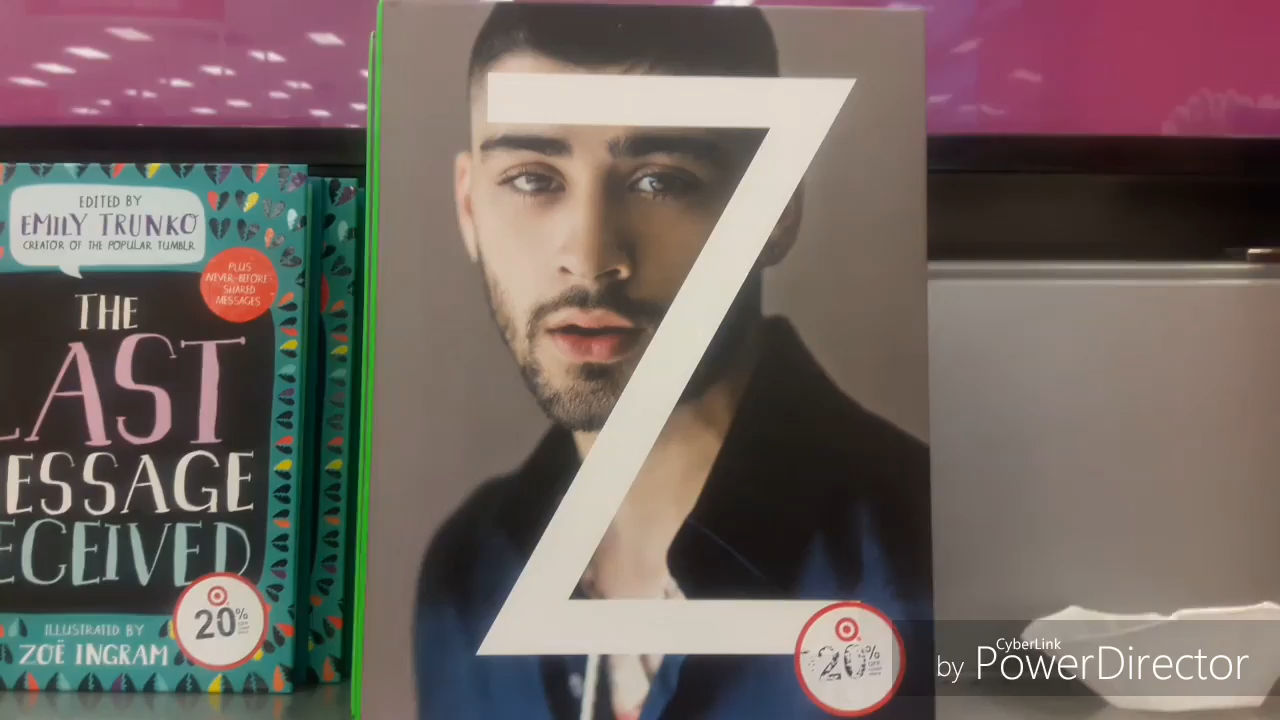 EDITED BY
EMILY TRUNKO
CREATOR OF THE POPULAR TUMBLR
PLUS
NEVER-BEFORE-
SHARED
MESSAGES
THE
LAST
ESSAGE
ECEIVED
20%
ILLUSTRATED BY
ZOË INGRAM
Z
20%
CyberLink
by PowerDirector